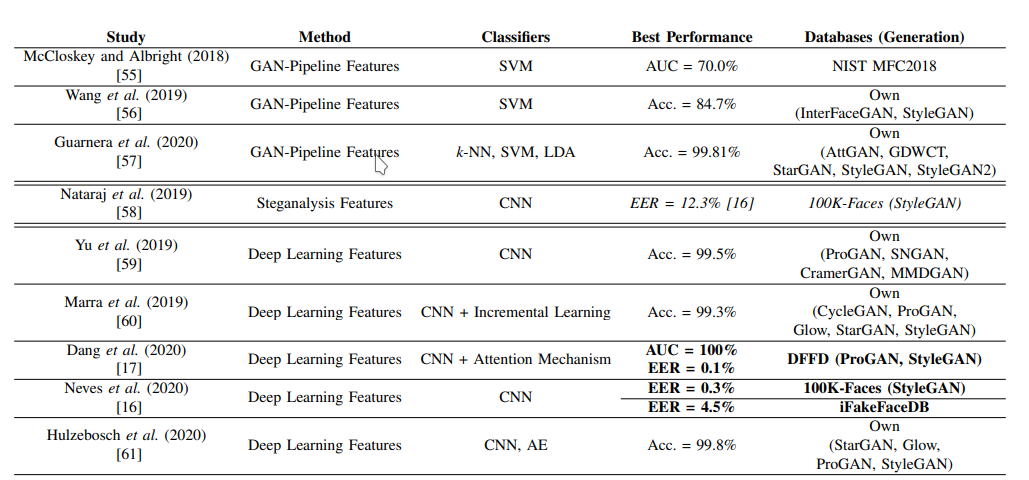 Study Method Classifiers Best Performance Databases (Generation)
McCloskey and Albright (2018)
[55]
GAN-Pipeline Features SVM AUC = 70.0% NIST MFC2018
Wang et al. (2019)
[56]
GAN-Pipeline Features SVM Acc. = 84.7%
Own
(InterFaceGAN, StyleGAN)
Guarnera et al. (2020)
[57]
GAN-Pipeline Features k-NN, SVM, LDA Acc. = 99.81%
Own
(AttGAN, GDWCT,
StarGAN, StyleGAN, StyleGAN2)
Nataraj et al. (2019)
[58]
Steganalysis Features CNN EER = 12.3% [16] 100K-Faces (StyleGAN)
Yu et al. (2019)
[59]
Deep Learning Features CNN Acc. = 99.5%
Own
(ProGAN, SNGAN,
CramerGAN, MMDGAN)
Marra et al. (2019)
[60]
Deep Learning Features CNN + Incremental Learning Acc. = 99.3%
Own
(CycleGAN, ProGAN,
Glow, StarGAN, StyleGAN)
Dang et al. (2020)
[17]
Deep Learning Features CNN + Attention Mechanism
AUC = 100%
EER = 0.1%
DFFD (ProGAN, StyleGAN)
Neves et al. (2020)
[16]
Deep Learning Features CNN
EER = 0.3% 100K-Faces (StyleGAN)
EER = 4.5% iFakeFaceDB
Hulzebosch et al. (2020)
[61]
Deep Learning Features CNN, AE Acc. = 99.8%
Own
(StarGAN, Glow,
ProGAN, StyleGAN)